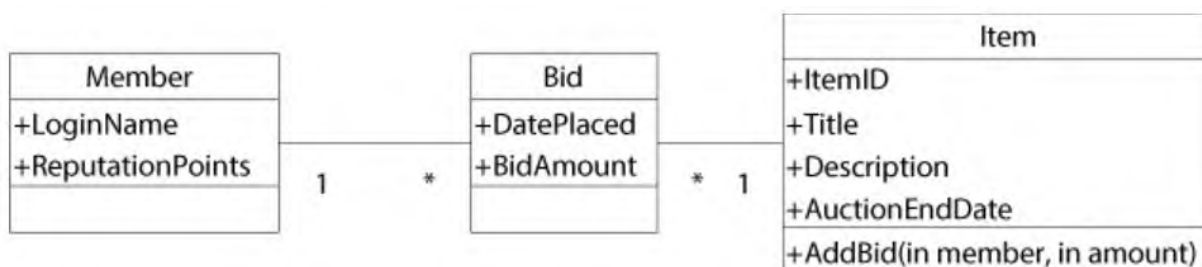 Member
+LoginName
+ReputationPoints
1
*
Bid
+DatePlaced
+BidAmount
*
1
Item
+ItemID
+Title
+Description
+AuctionEndDate
+AddBid(in member, in amount)